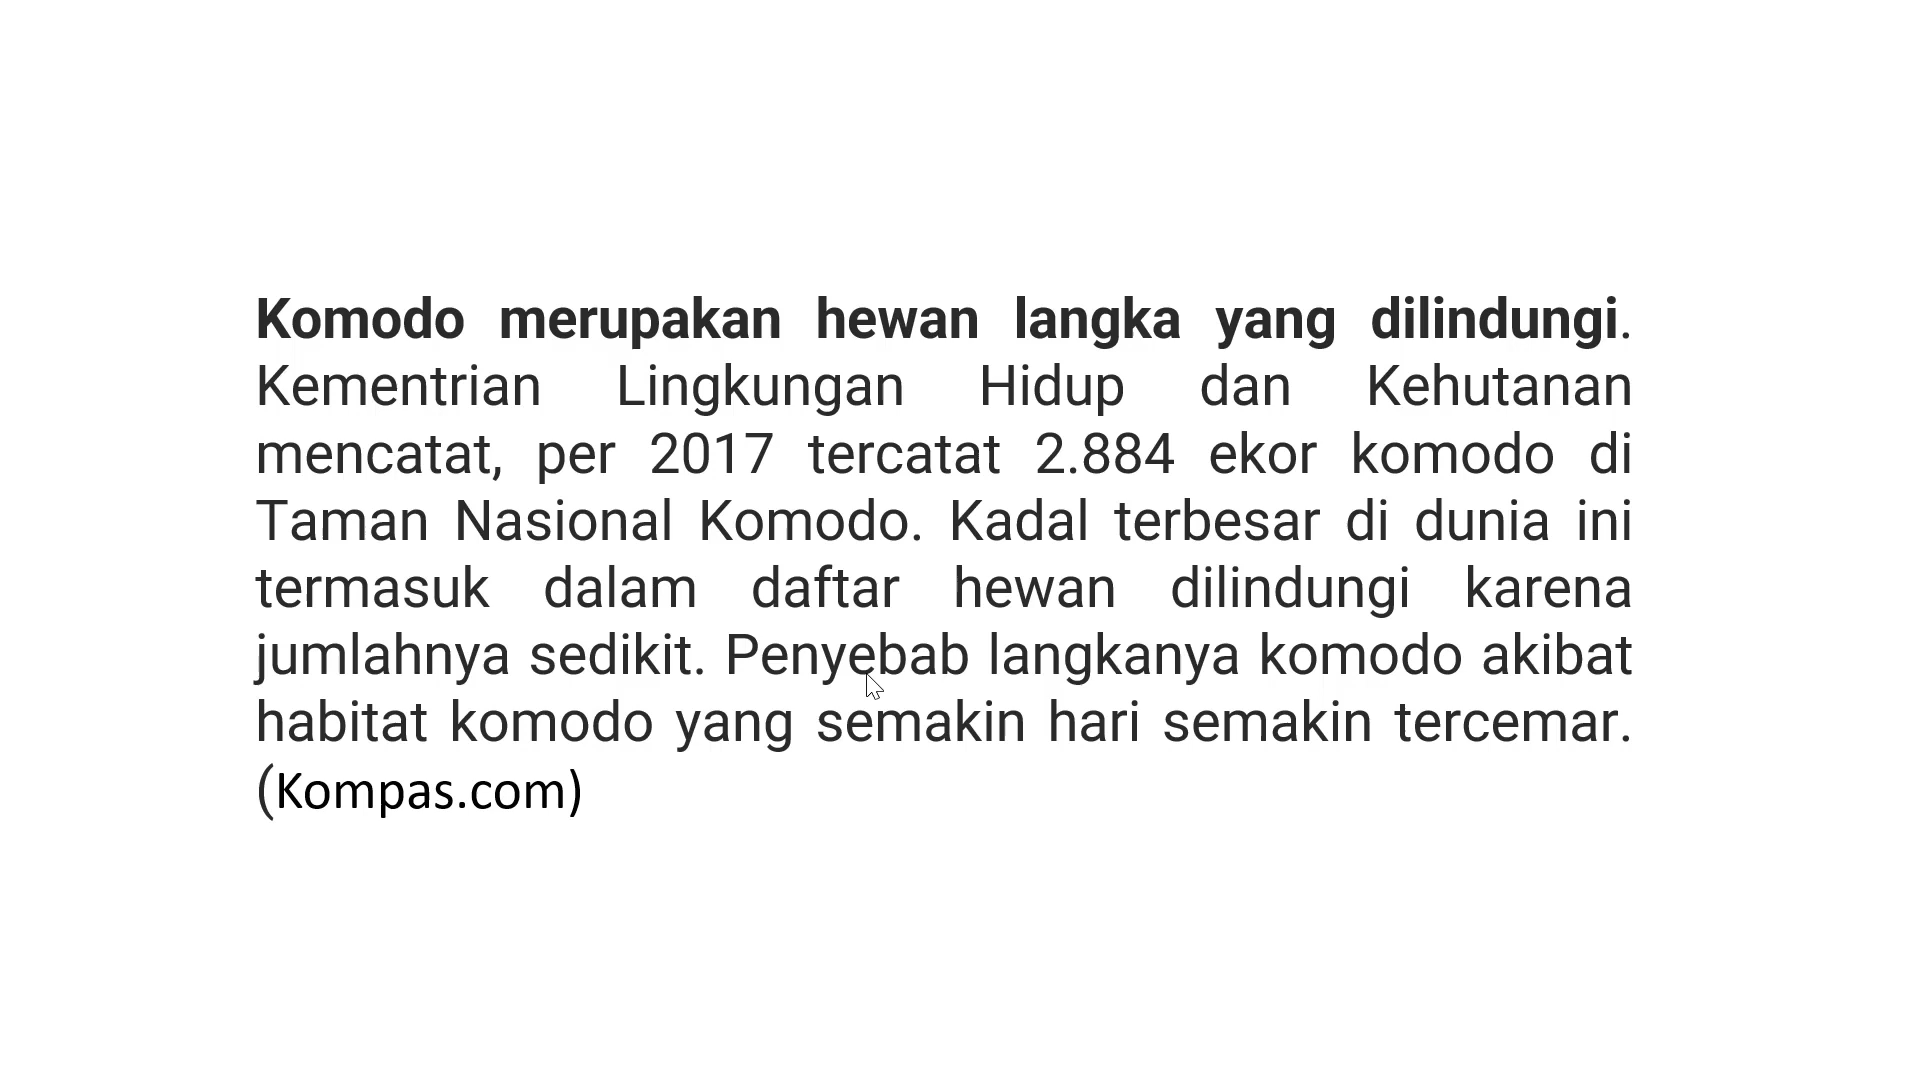 Komodo merupakan hewan langka yang dilindungi.
Kementrian Lingkungan Hidup dan Kehutanan
mencatat, per 2017 tercatat 2.884 ekor komodo di
Taman Nasional Komodo. Kadal terbesar di dunia ini
termasuk dalam daftar hewan dilindungi karena
jumlahnya sedikit. Penyebab langkanya komodo akibat
habitat komodo yang semakin hari semakin tercemar.
(Kompas.com)